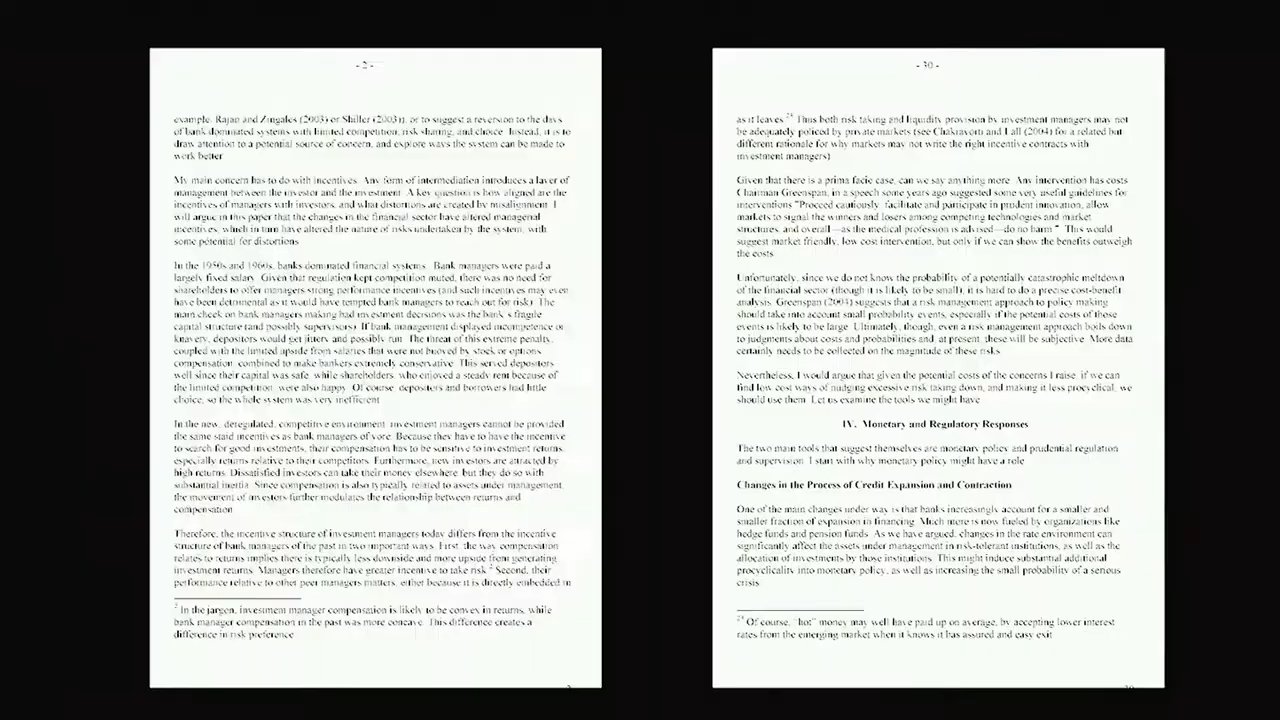 - 2 -
example, Rajan and Zingales (2003) or Shiller (2003)), or to suggest a reversion to the days
of bank dominated systems with limited competition, risk sharing, and choice. Instead, it is to
draw attention to a potential source of concern, and explore ways the system can be made to
work better.
My main concern has to do with incentives. Any form of intermediation introduces a layer of
management between the investor and the investment. A key question is how aligned are the
incentives of managers with investors, and what distortions are created by misalignment. I
will argue in this paper that the changes in the financial sector have altered managerial
incentives, which in turn have altered the nature of risks undertaken by the system, with
some potential for distortions.
In the 1950s and 1960s, banks dominated financial systems. Bank managers were paid a
largely fixed salary. Given that regulation kept competition muted, there was no need for
shareholders to offer managers strong performance incentives (and such incentives may even
have been detrimental as it would have tempted bank managers to reach out for risk). The
main check on bank managers making bad investment decisions was the bank's fragile
capital structure (and possibly supervisors). If bank management displayed incompetence or
knavery, depositors would get jittery and possibly run. The threat of this extreme penalty,
coupled with the limited upside from salaries that were not buoyed by stock or options
compensation, combined to make bankers extremely conservative. This served depositors
well since their capital was safe, while shareholders, who enjoyed a steady rent because of
the limited competition, were also happy. Of course, depositors and borrowers had little
choice, so the whole system was very inefficient.
In the new, deregulated, competitive environment, investment managers cannot be provided
the same staid incentives as bank managers of yore. Because they have to have the incentive
to search for good investments, their compensation has to be sensitive to investment returns,
especially returns relative to their competitors. Furthermore, new investors are attracted by
high returns. Dissatisfied investors can take their money elsewhere, but they do so with
substantial inertia. Since compensation is also typically related to assets under management,
the movement of investors further modulates the relationship between returns and
compensation.
Therefore, the incentive structure of investment managers today differs from the incentive
structure of bank managers of the past in two important ways. First, the way compensation
relates to returns implies there is typically less downside and more upside from generating
investment returns. Managers therefore have greater incentive to take risk.2 Second, their
performance relative to other peer managers matters, either because it is directly embedded in
2 In the jargon, investment manager compensation is likely to be convex in returns, while
bank manager compensation in the past was more concave. This difference creates a
difference in risk preference.
- 30 -
as it leaves.24 Thus both risk taking and liquidity provision by investment managers may not
be adequately policed by private markets (see Chakravorti and Lall (2004) for a related but
different rationale for why markets may not write the right incentive contracts with
investment managers).
Given that there is a prima facie case, can we say anything more. Any intervention has costs.
Chairman Greenspan, in a speech some years ago suggested some very useful guidelines for
interventions "Proceed cautiously, facilitate and participate in prudent innovation, allow
markets to signal the winners and losers among competing technologies and market
structures, and overall—as the medical profession is advised—do no harm." This would
suggest market friendly, low cost intervention, but only if we can show the benefits outweigh
the costs.
Unfortunately, since we do not know the probability of a potentially catastrophic meltdown
of the financial sector (though it is likely to be small), it is hard to do a precise cost-benefit
analysis. Greenspan (2004) suggests that a risk management approach to policy making
should take into account small probability events, especially if the potential costs of those
events is likely to be large. Ultimately, though, even a risk management approach boils down
to judgments about costs and probabilities and, at present, these will be subjective. More data
certainly needs to be collected on the magnitude of these risks.
Nevertheless, I would argue that given the potential costs of the concerns I raise, if we can
find low cost ways of nudging excessive risk taking down, and making it less procyclical, we
should use them. Let us examine the tools we might have.
IV. Monetary and Regulatory Responses
The two main tools that suggest themselves are monetary policy and prudential regulation
and supervision. I start with why monetary policy might have a role.
Changes in the Process of Credit Expansion and Contraction
One of the main changes under way is that banks increasingly account for a smaller and
smaller fraction of expansion in financing. Much more is now fueled by organizations like
hedge funds and pension funds. As we have argued, changes in the rate environment can
significantly affect the assets under management in risk-tolerant institutions, as well as the
allocation of investments by those institutions. This might induce substantial additional
procyclicality into monetary policy, as well as increasing the small probability of a serious
crisis.
Of course, "hot" money may well have paid up on average, by accepting lower interest
rates from the emerging market when it knows it has assured and easy exit.